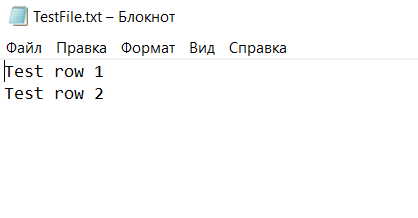 TestFile.txt – Блокнот
Файл Правка Формат Вид Справка
Test row 1
Test row 2